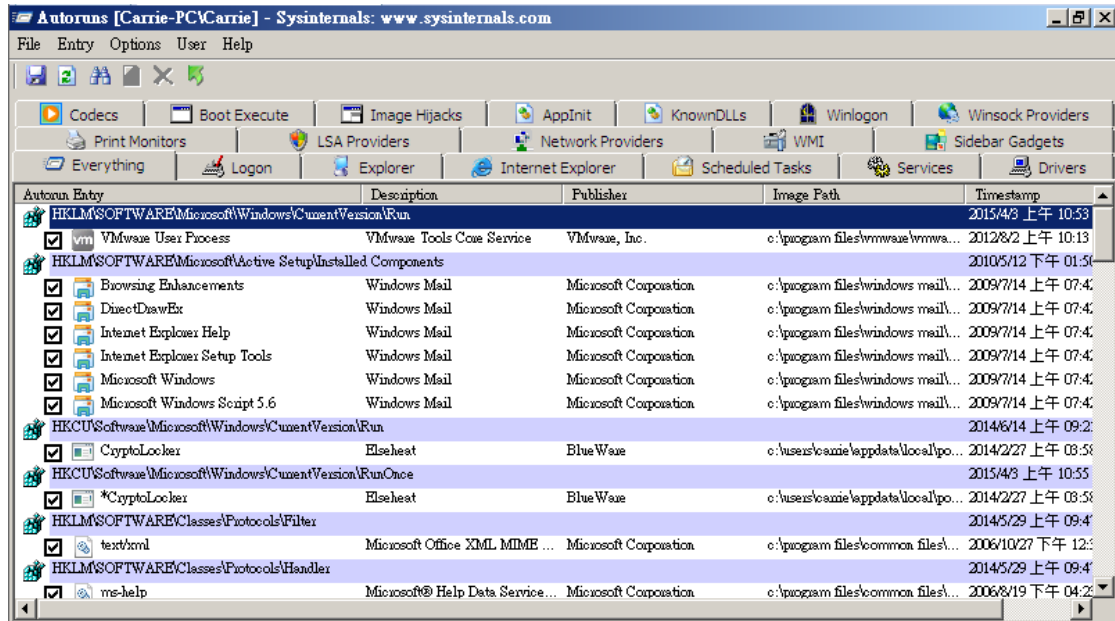 Autoruns [Carrie-PC\Carrie] - Sysinternals: www.sysinternals.com
File Entry Options User Help
Codecs Boot Execute Image Hijacks AppInit KnownDLLs Winlogon Winsock Providers
Print Monitors LSA Providers Network Providers WMI Sidebar Gadgets
Everything Logon Explorer Internet Explorer Scheduled Tasks Services Drivers
Autorun Entry Description Publisher Image Path Timestamp
HKLM\SOFTWARE\Microsoft\Windows\CurrentVersion\Run 2015/4/3 上午 10:53
vm VMware User Process VMware Tools Core Service VMware, Inc. c:\program files\vmware\vmwa... 2012/8/2 上午 10:13
HKLM\SOFTWARE\Microsoft\Active Setup\Installed Components 2010/5/12 下午 01:50
Browsing Enhancements Windows Mail Microsoft Corporation c:\program files\windows mail\... 2009/7/14 上午 07:42
DirectDrawEx Windows Mail Microsoft Corporation c:\program files\windows mail\... 2009/7/14 上午 07:42
Internet Explorer Help Windows Mail Microsoft Corporation c:\program files\windows mail\... 2009/7/14 上午 07:42
Internet Explorer Setup Tools Windows Mail Microsoft Corporation c:\program files\windows mail\... 2009/7/14 上午 07:42
Microsoft Windows Windows Mail Microsoft Corporation c:\program files\windows mail\... 2009/7/14 上午 07:42
Microsoft Windows Script 5.6 Windows Mail Microsoft Corporation c:\program files\windows mail\... 2009/7/14 上午 07:42
HKCU\Software\Microsoft\Windows\CurrentVersion\Run 2014/6/14 上午 09:2
CryptoLocker Elseheat BlueWare c:\users\carrie\appdata\local\po... 2014/2/27 上午 03:58
HKCU\Software\Microsoft\Windows\CurrentVersion\RunOnce 2015/4/3 上午 10:55
*CryptoLocker Elseheat BlueWare c:\users\carrie\appdata\local\po... 2014/2/27 上午 03:58
HKLM\SOFTWARE\Classes\Protocols\Filter 2014/5/29 上午 09:4
text/xml Microsoft Office XML MIME ... Microsoft Corporation c:\program files\common files\... 2006/10/27 下午 12:
HKLM\SOFTWARE\Classes\Protocols\Handler 2014/5/29 上午 09:4
ms-help Microsoft® Help Data Service... Microsoft Corporation c:\program files\common files\... 2006/8/19 下午 04:2